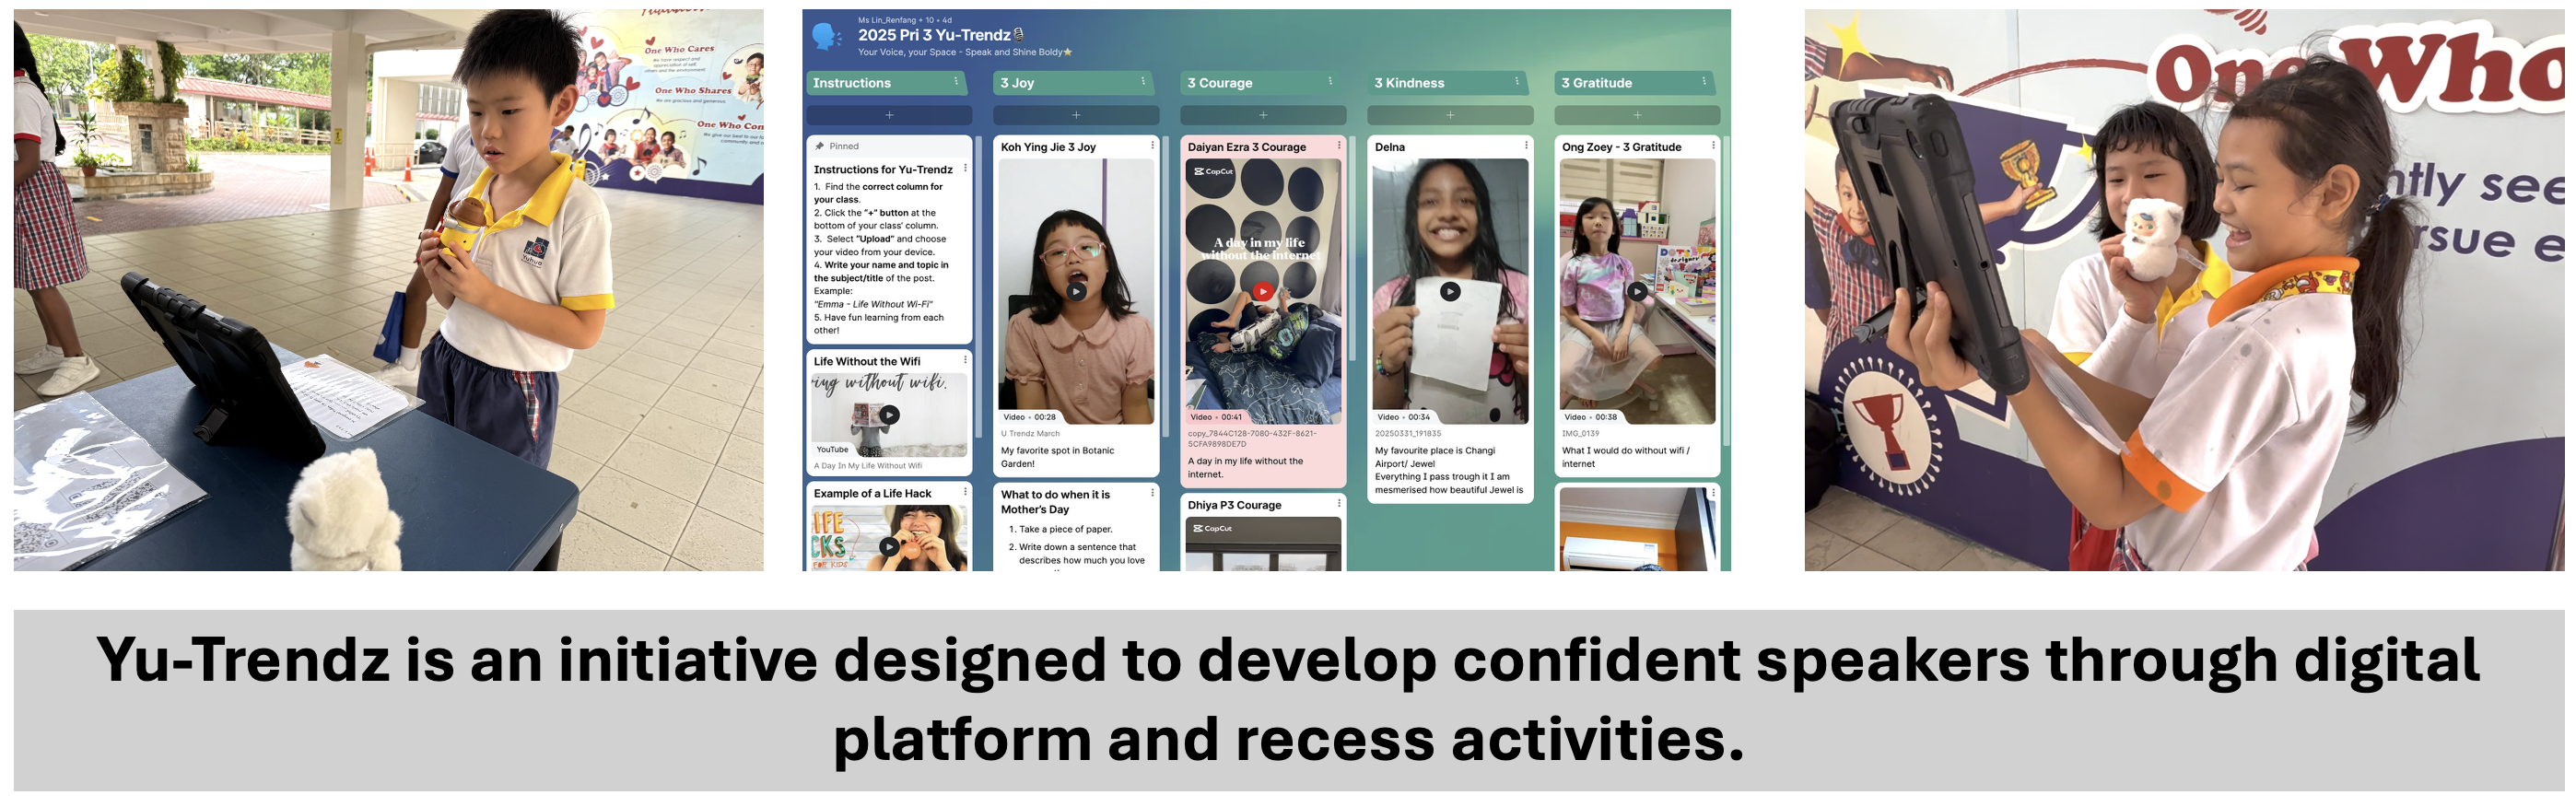 One Who Cares
One Who Shares
We are gracious and generous.
One Who Con
Yuhua
Ms Lin_Renfang + 10 • 4d
2025 Pri 3 Yu-Trendz🎙️
Your Voice, your Space - Speak and Shine Boldy⭐
Instructions
3 Joy
3 Courage
3 Kindness
3 Gratitude
Pinned
Instructions for Yu-Trendz
1. Find the correct column for
your class.
2. Click the "+" button at the
bottom of your class' column.
3. Select "Upload" and choose
your video from your device.
4. Write your name and topic in
the subject/title of the post.
Example:
"Emma - Life Without Wi-Fi"
5. Have fun learning from each
other!
Life Without the Wifi
ring without wifi.
YouTube
A Day In My Life Without Wifi
Example of a Life Hack
IFE
CKS
FOR KIDS
Koh Ying Jie 3 Joy
Video • 00:28
U Trendz March
My favorite spot in Botanic
Garden!
What to do when it is
Mother's Day
1. Take a piece of paper.
2. Write down a sentence that
describes how much you love
Daiyan Ezra 3 Courage
CapCut
A day in my life
without the internet
Video • 00:41
copy_7844C128-7080-432F-8621-
5CFA9898DE7D
A day in my life without the
internet.
Dhiya P3 Courage
CapCut
Delna
Video • 00:34
20250331_191835
My favourite place is Changi
Airport/ Jewel
Everything I pass trough it I am
mesmerised how beautiful Jewel is
Ong Zoey - 3 Gratitude
Video • 00:38
IMG_0139
What I would do without wifi /
internet
One Who
ntly see
rsue e
Yu-Trendz is an initiative designed to develop confident speakers through digital
platform and recess activities.